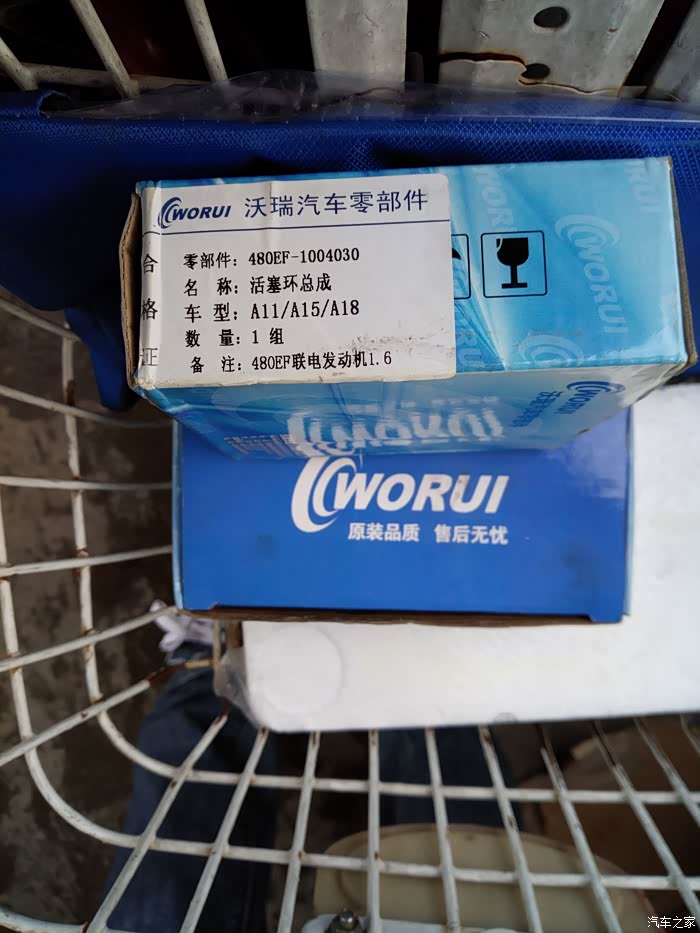 WORUI 沃瑞汽车零部件
合格证
零部件: 480EF-1004030
名 称: 活塞环总成
车 型: A11/A15/A18
数 量: 1 组
备 注: 480EF联电发动机1.6
WORUI
WORUI
WORUI
WORUI
原装品质 售后无忧
汽车之家